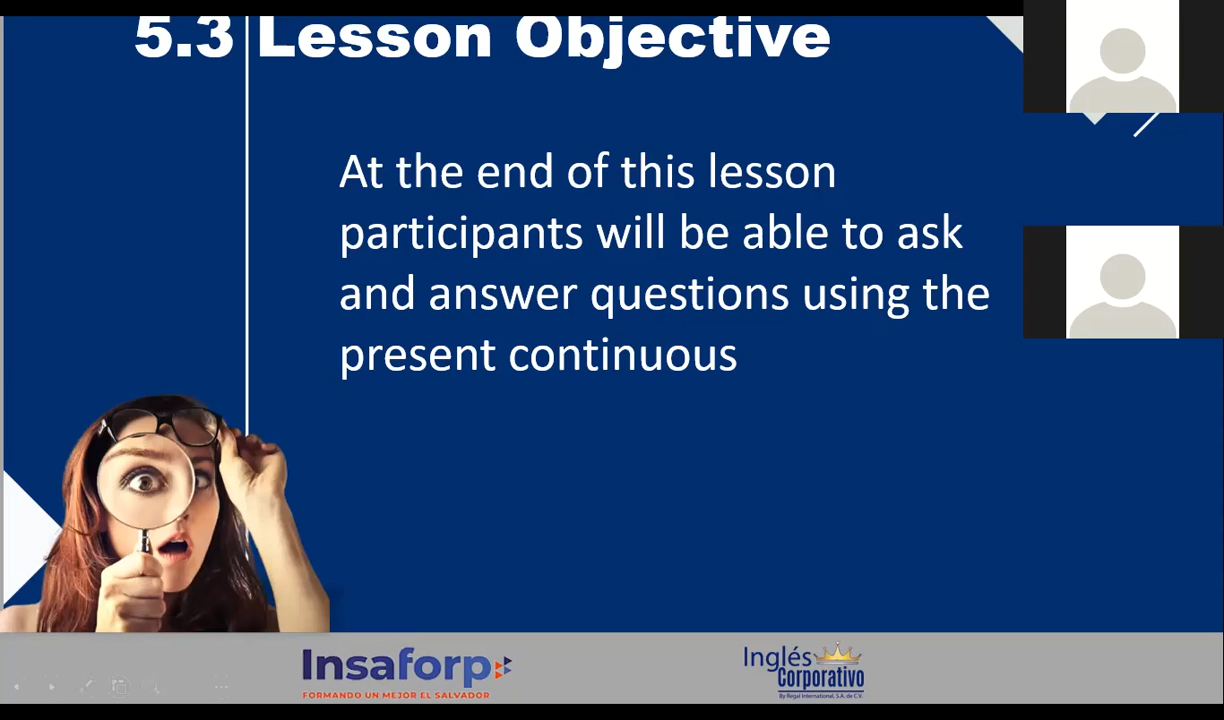 5.3 Lesson Objective
At the end of this lesson
participants will be able to ask
and answer questions using the
present continuous
Insaforp
FORMANDO UN MEJOR EL SALVADOR
Inglés
Corporativo
By Regal International, S.A. de C.V.